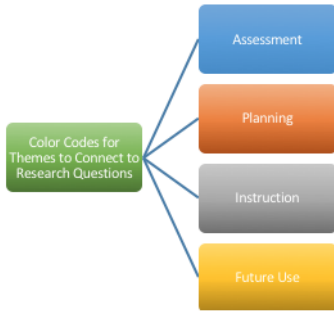 Color Codes for
Themes to Connect to
Research Questions
Assessment
Planning
Instruction
Future Use